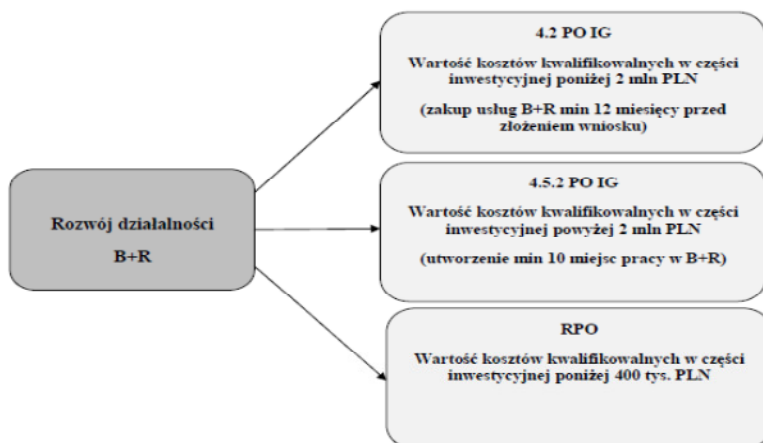 Rozwój działalności
B+R
4.2 PO IG
Wartość kosztów kwalifikowalnych w części
inwestycyjnej poniżej 2 mln PLN
(zakup usług B+R min 12 miesięcy przed
złożeniem wniosku)
4.5.2 PO IG
Wartość kosztów kwalifikowalnych w części
inwestycyjnej powyżej 2 mln PLN
(utworzenie min 10 miejsc pracy w B+R)
RPO
Wartość kosztów kwalifikowalnych w części
inwestycyjnej poniżej 400 tys. PLN